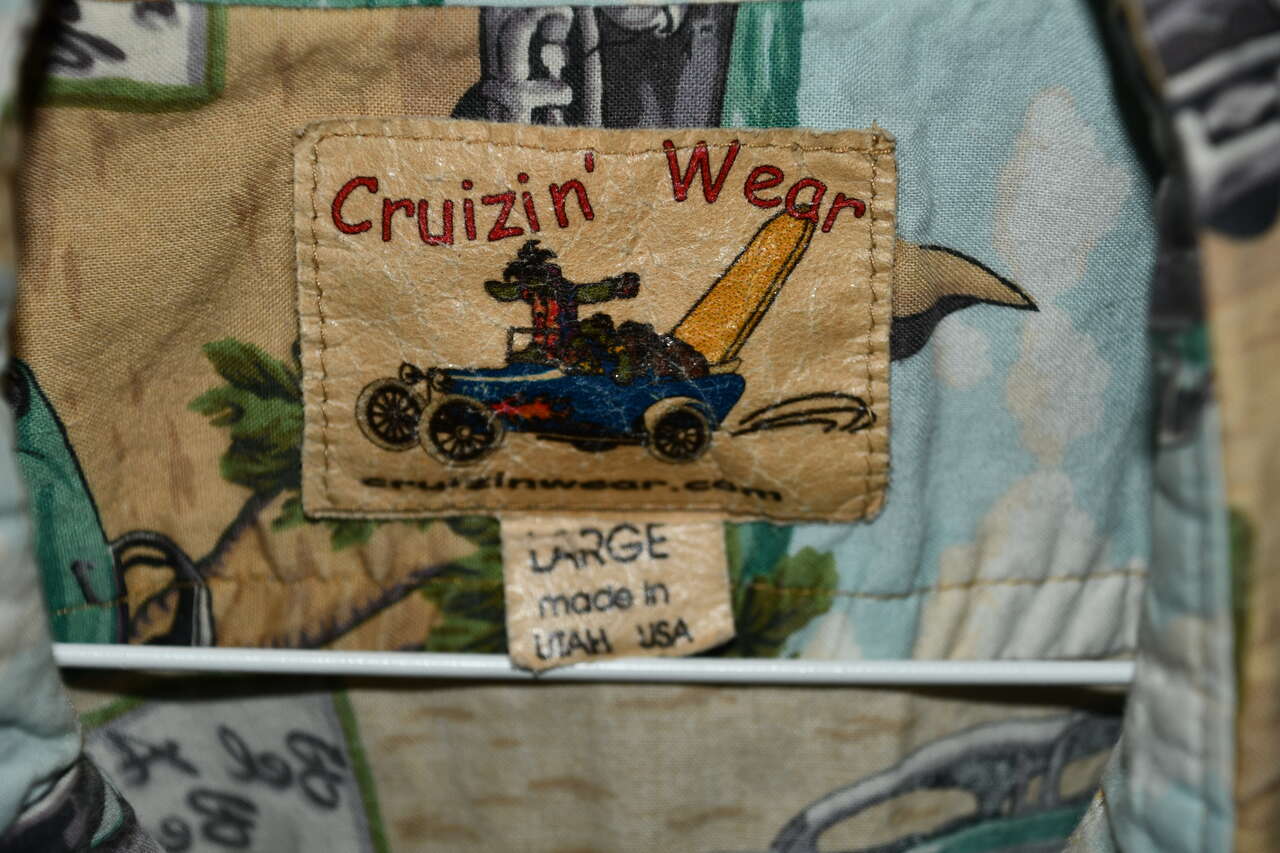 Cruizin' Wear
cruizinwear.com
LARGE
made in
UTAH USA